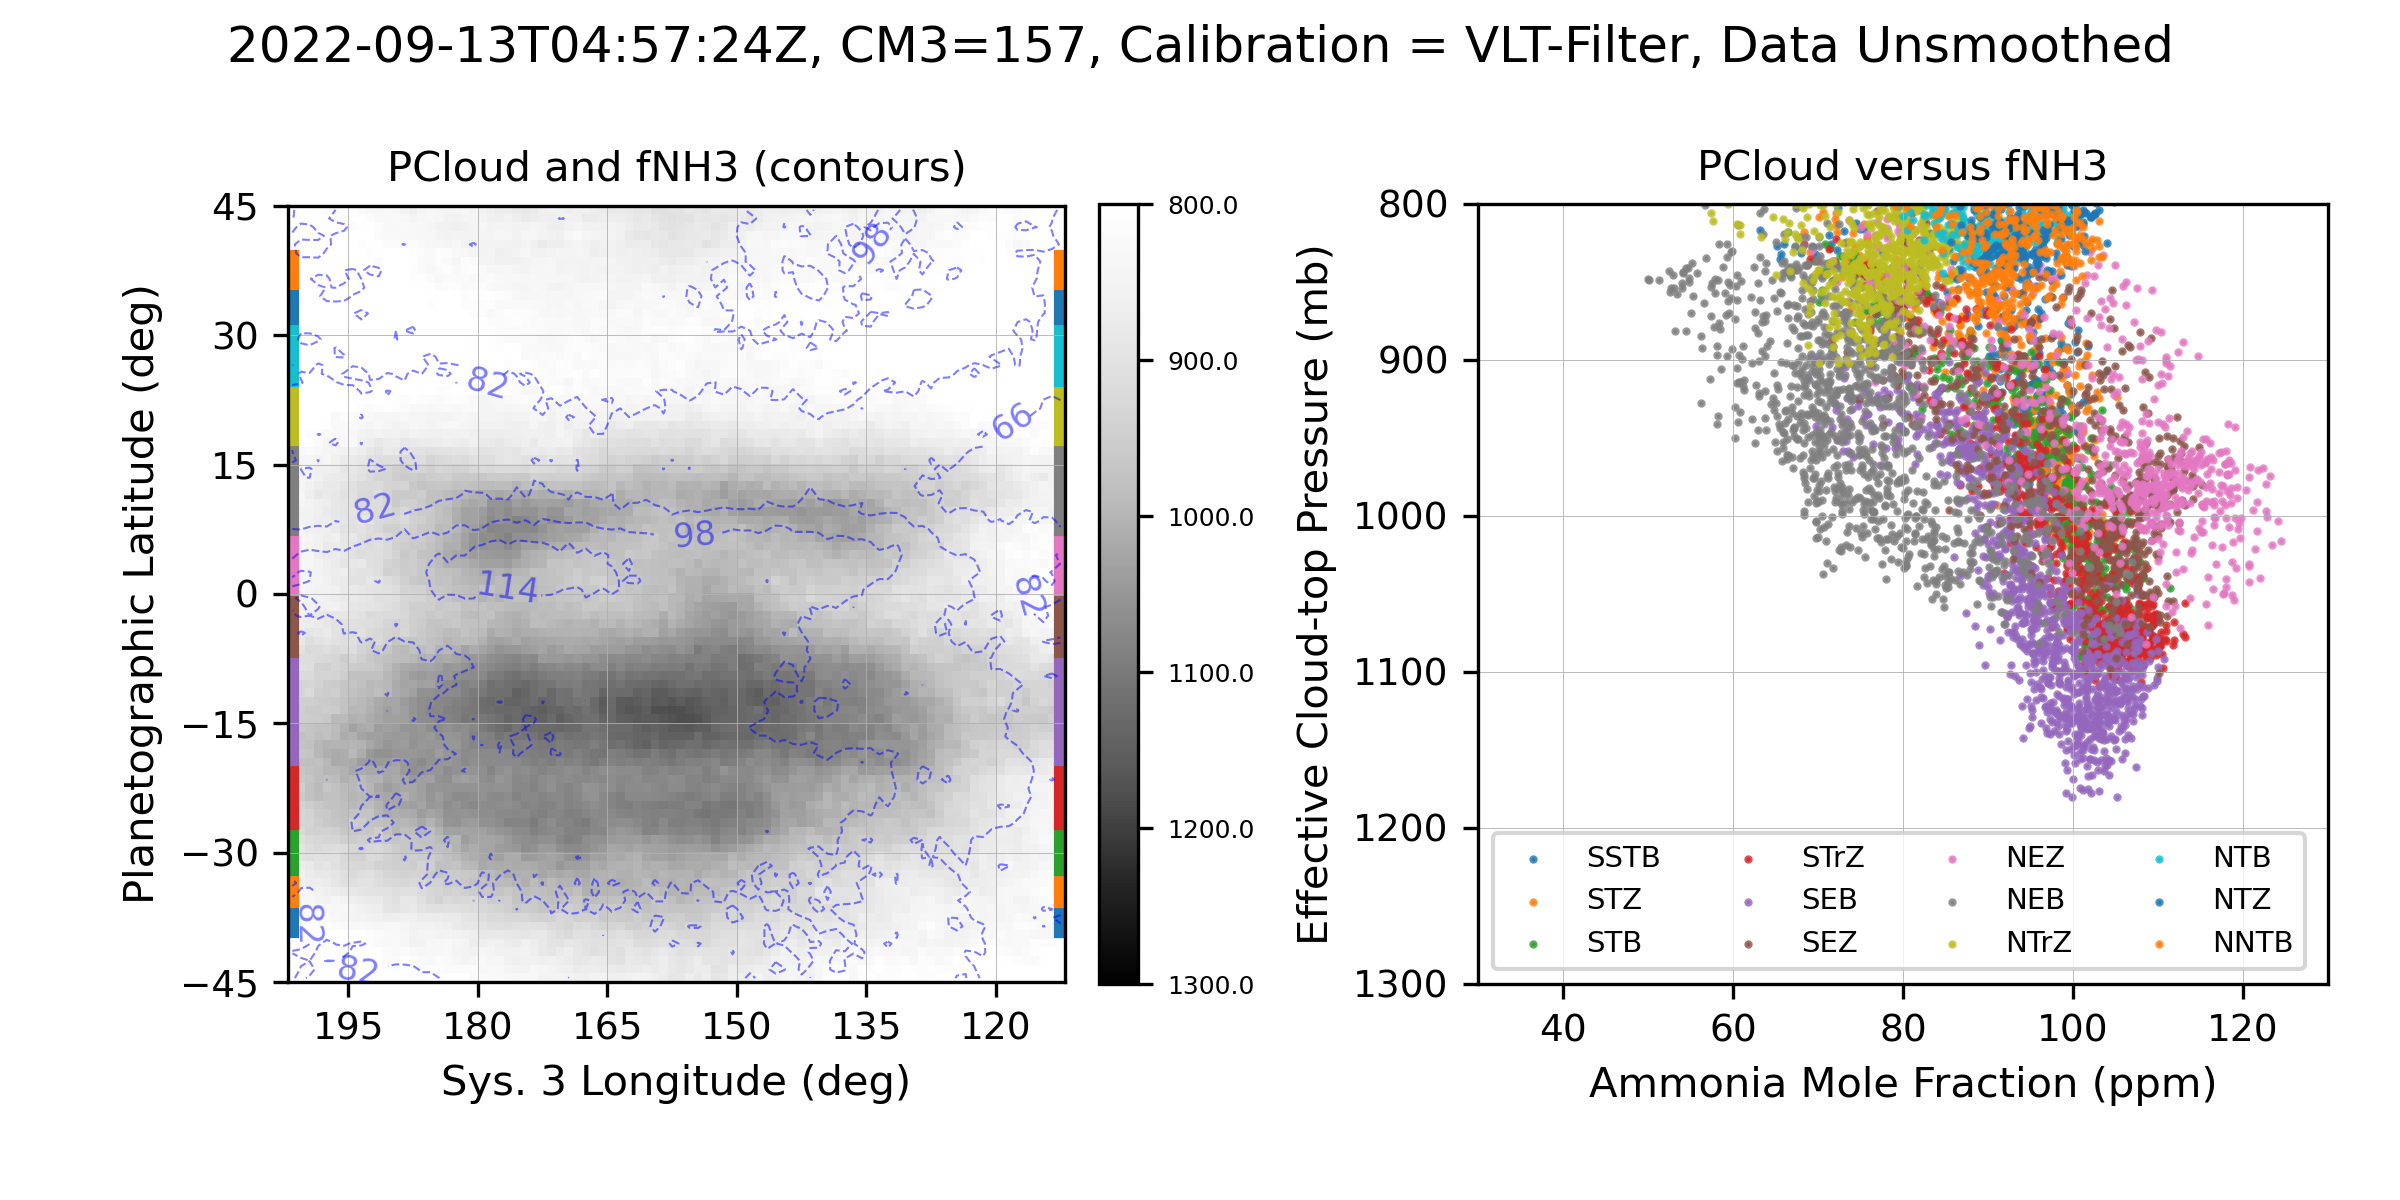 2022-09-13T04:57:24Z, CM3=157, Calibration = VLT-Filter, Data Unsmoothed
PCloud and fNH3 (contours)
Planetographic Latitude (deg)
45
30
15
0
−15
−30
−45
195 180 165 150 135 120
Sys. 3 Longitude (deg)
98
82
66
82
98
114
82
82
82
800.0
900.0
1000.0
1100.0
1200.0
1300.0
PCloud versus fNH3
Effective Cloud-top Pressure (mb)
800
900
1000
1100
1200
1300
SSTB STrZ NEZ NTB
STZ SEB NEB NTZ
STB SEZ NTrZ NNTB
40 60 80 100 120
Ammonia Mole Fraction (ppm)